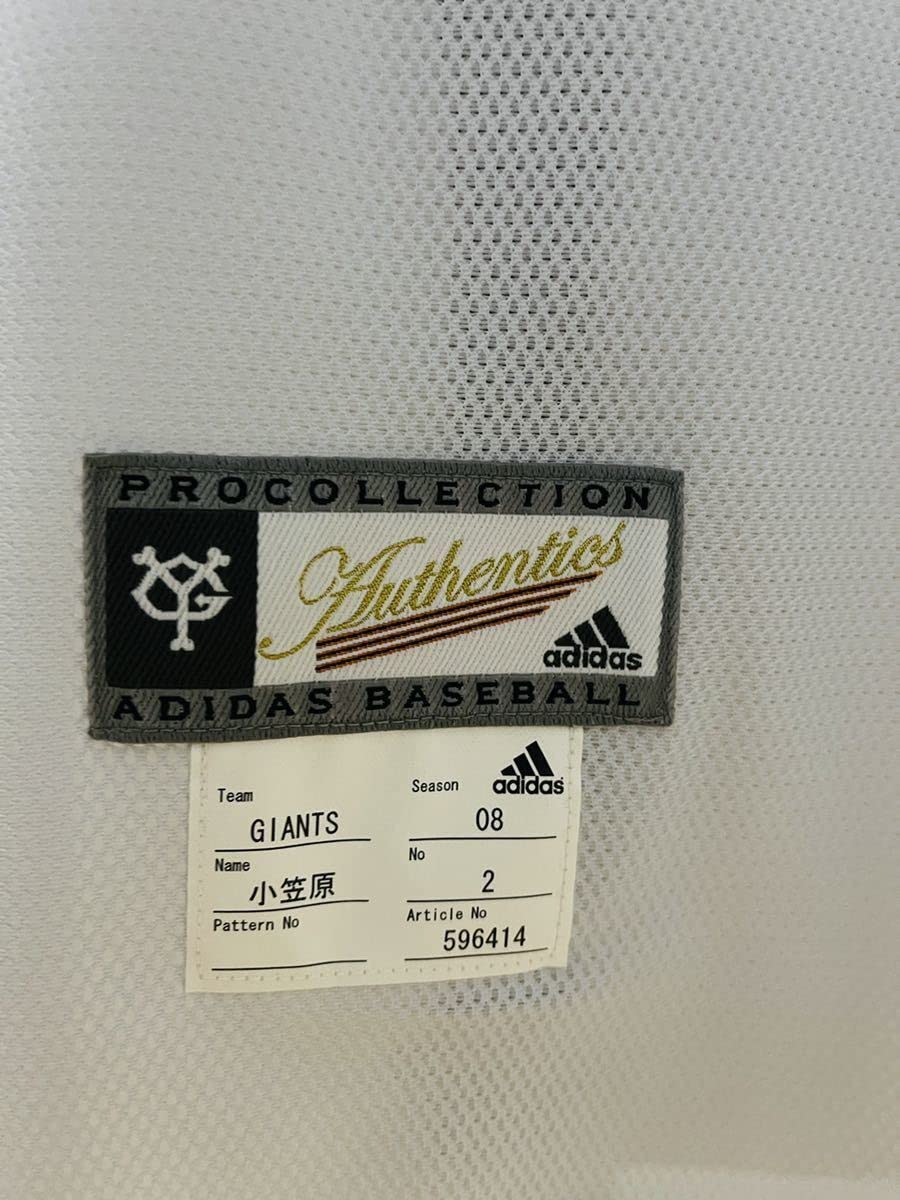 PROCOLLECTION
YG
Authentics
adidas
ADIDAS BASEBALL
adidas
Team
GIANTS
Season
08
Name
小笠原
No
2
Pattern No
Article No
596414